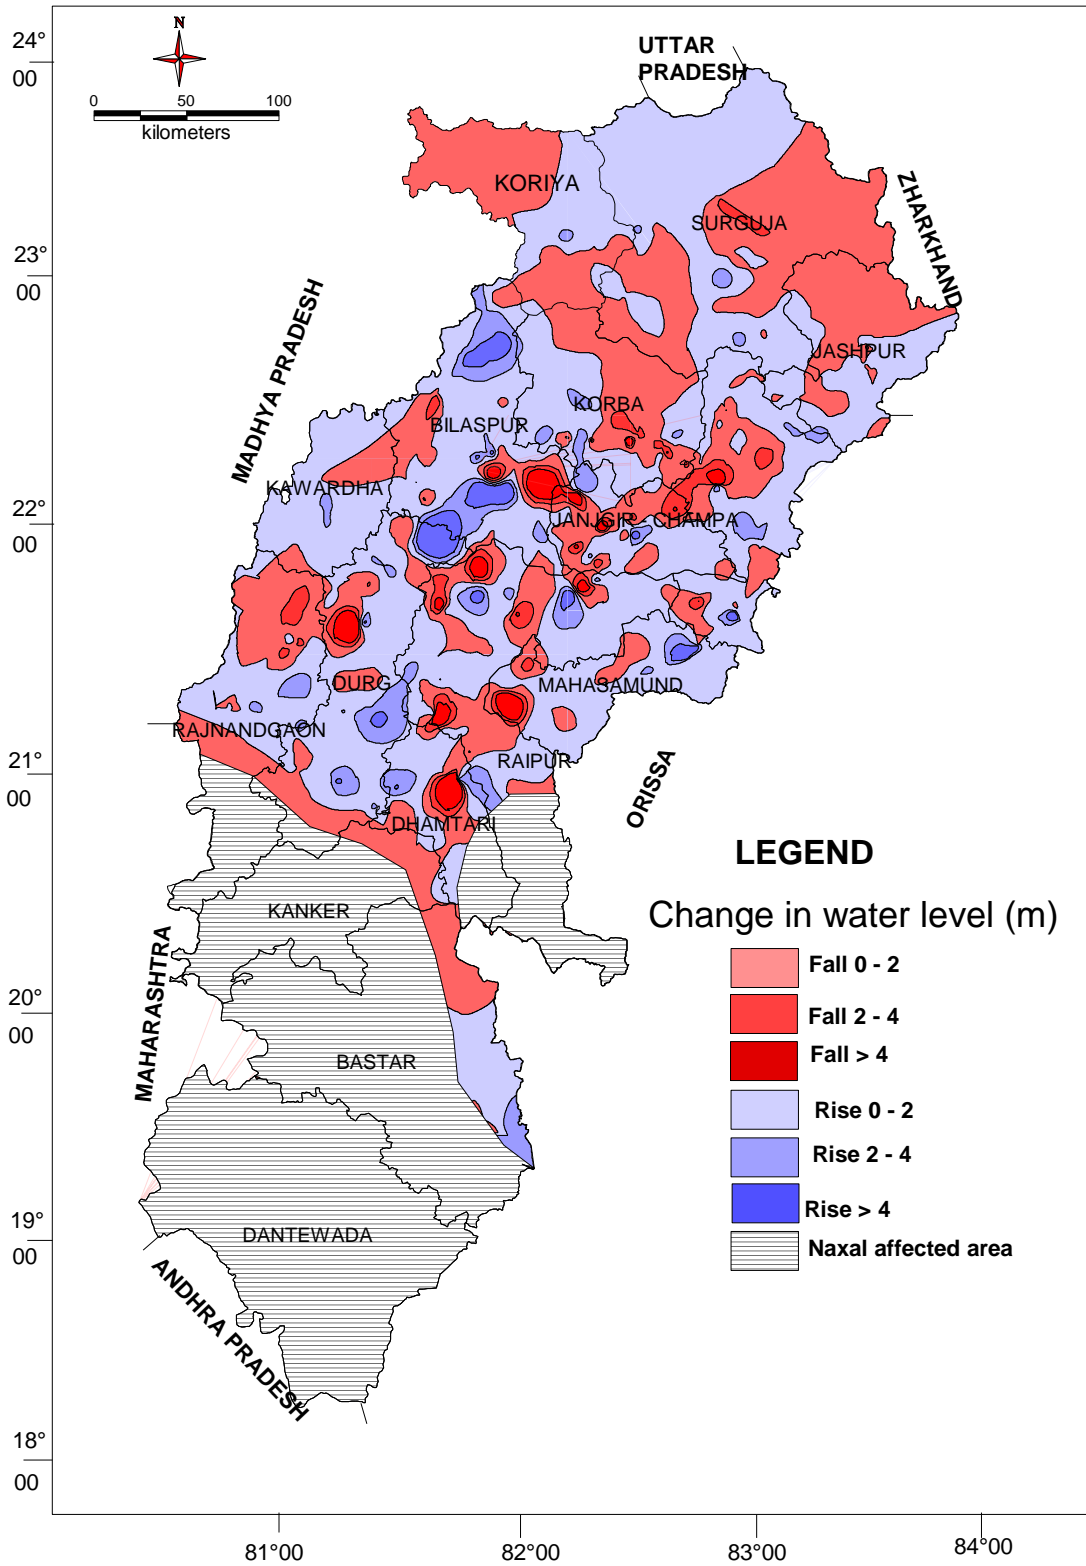 24°
00
N
UTTAR
PRADESH
0 50 100
kilometers
KORIYA
ZHARKHAND
SURGUJA
23°
00
MADHYA PRADESH
JASHPUR
KORBA
BILASPUR
KAWARDHA
22°
00
JANJGIR - CHAMPA
DURG
MAHASAMUND
RAJNANDGAON
RAIPUR
21°
00
ORISSA
DHAMTARI
LEGEND
KANKER
Change in water level (m)
MAHARASHTRA
Fall 0 - 2
20°
00
Fall 2 - 4
BASTAR
Fall > 4
Rise 0 - 2
Rise 2 - 4
Rise > 4
19°
00
DANTEWADA
Naxal affected area
ANDHRA PRADESH
18°
00
81°00 82°00 83°00 84°00